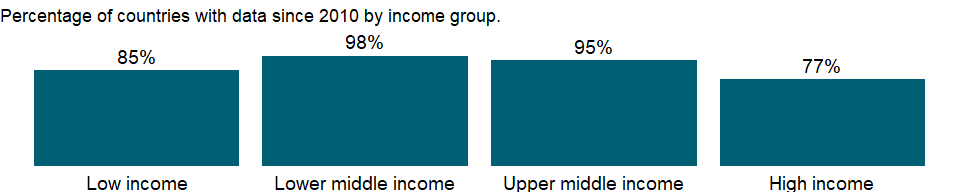 Percentage of countries with data since 2010 by income group.
85% 98% 95% 77%
Low income Lower middle income Upper middle income High income